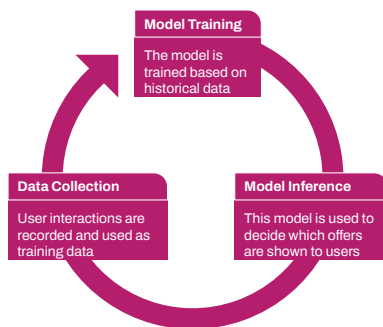 Model Training
The model is
trained based on
historical data
Data Collection
User interactions are
recorded and used as
training data
Model Inference
This model is used to
decide which offers
are shown to users